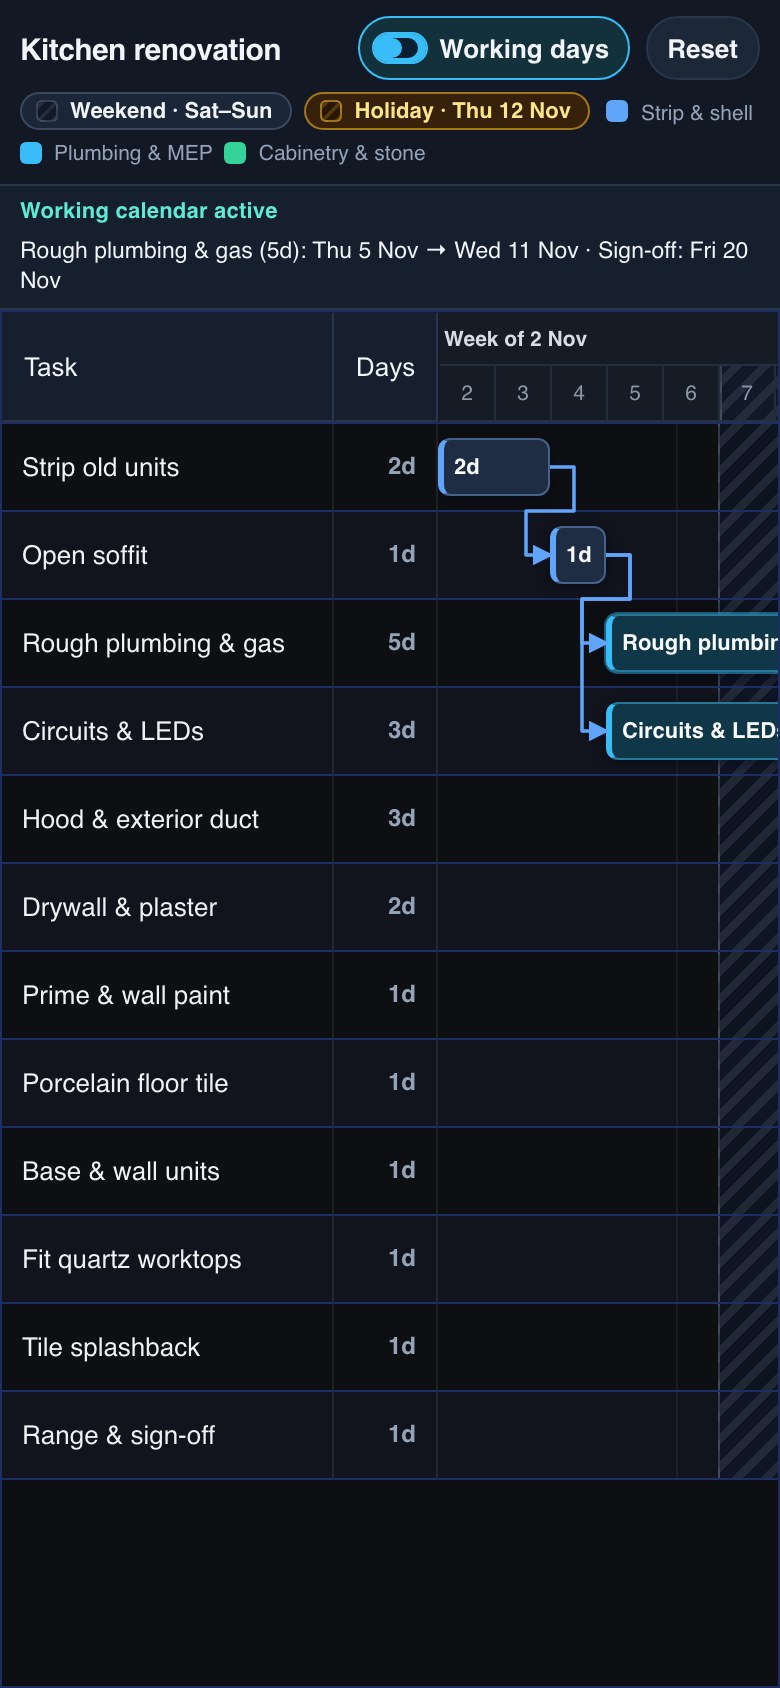 Kitchen renovation
Working days
Reset
Weekend · Sat–Sun
Holiday · Thu 12 Nov
Strip & shell
Plumbing & MEP
Cabinetry & stone
Working calendar active
Rough plumbing & gas (5d): Thu 5 Nov → Wed 11 Nov · Sign-off: Fri 20
Nov
Task Days Week of 2 Nov
2 3 4 5 6 7
Strip old units 2d 2d
Open soffit 1d 1d
Rough plumbing & gas 5d Rough plumbin
Circuits & LEDs 3d Circuits & LEDs
Hood & exterior duct 3d
Drywall & plaster 2d
Prime & wall paint 1d
Porcelain floor tile 1d
Base & wall units 1d
Fit quartz worktops 1d
Tile splashback 1d
Range & sign-off 1d